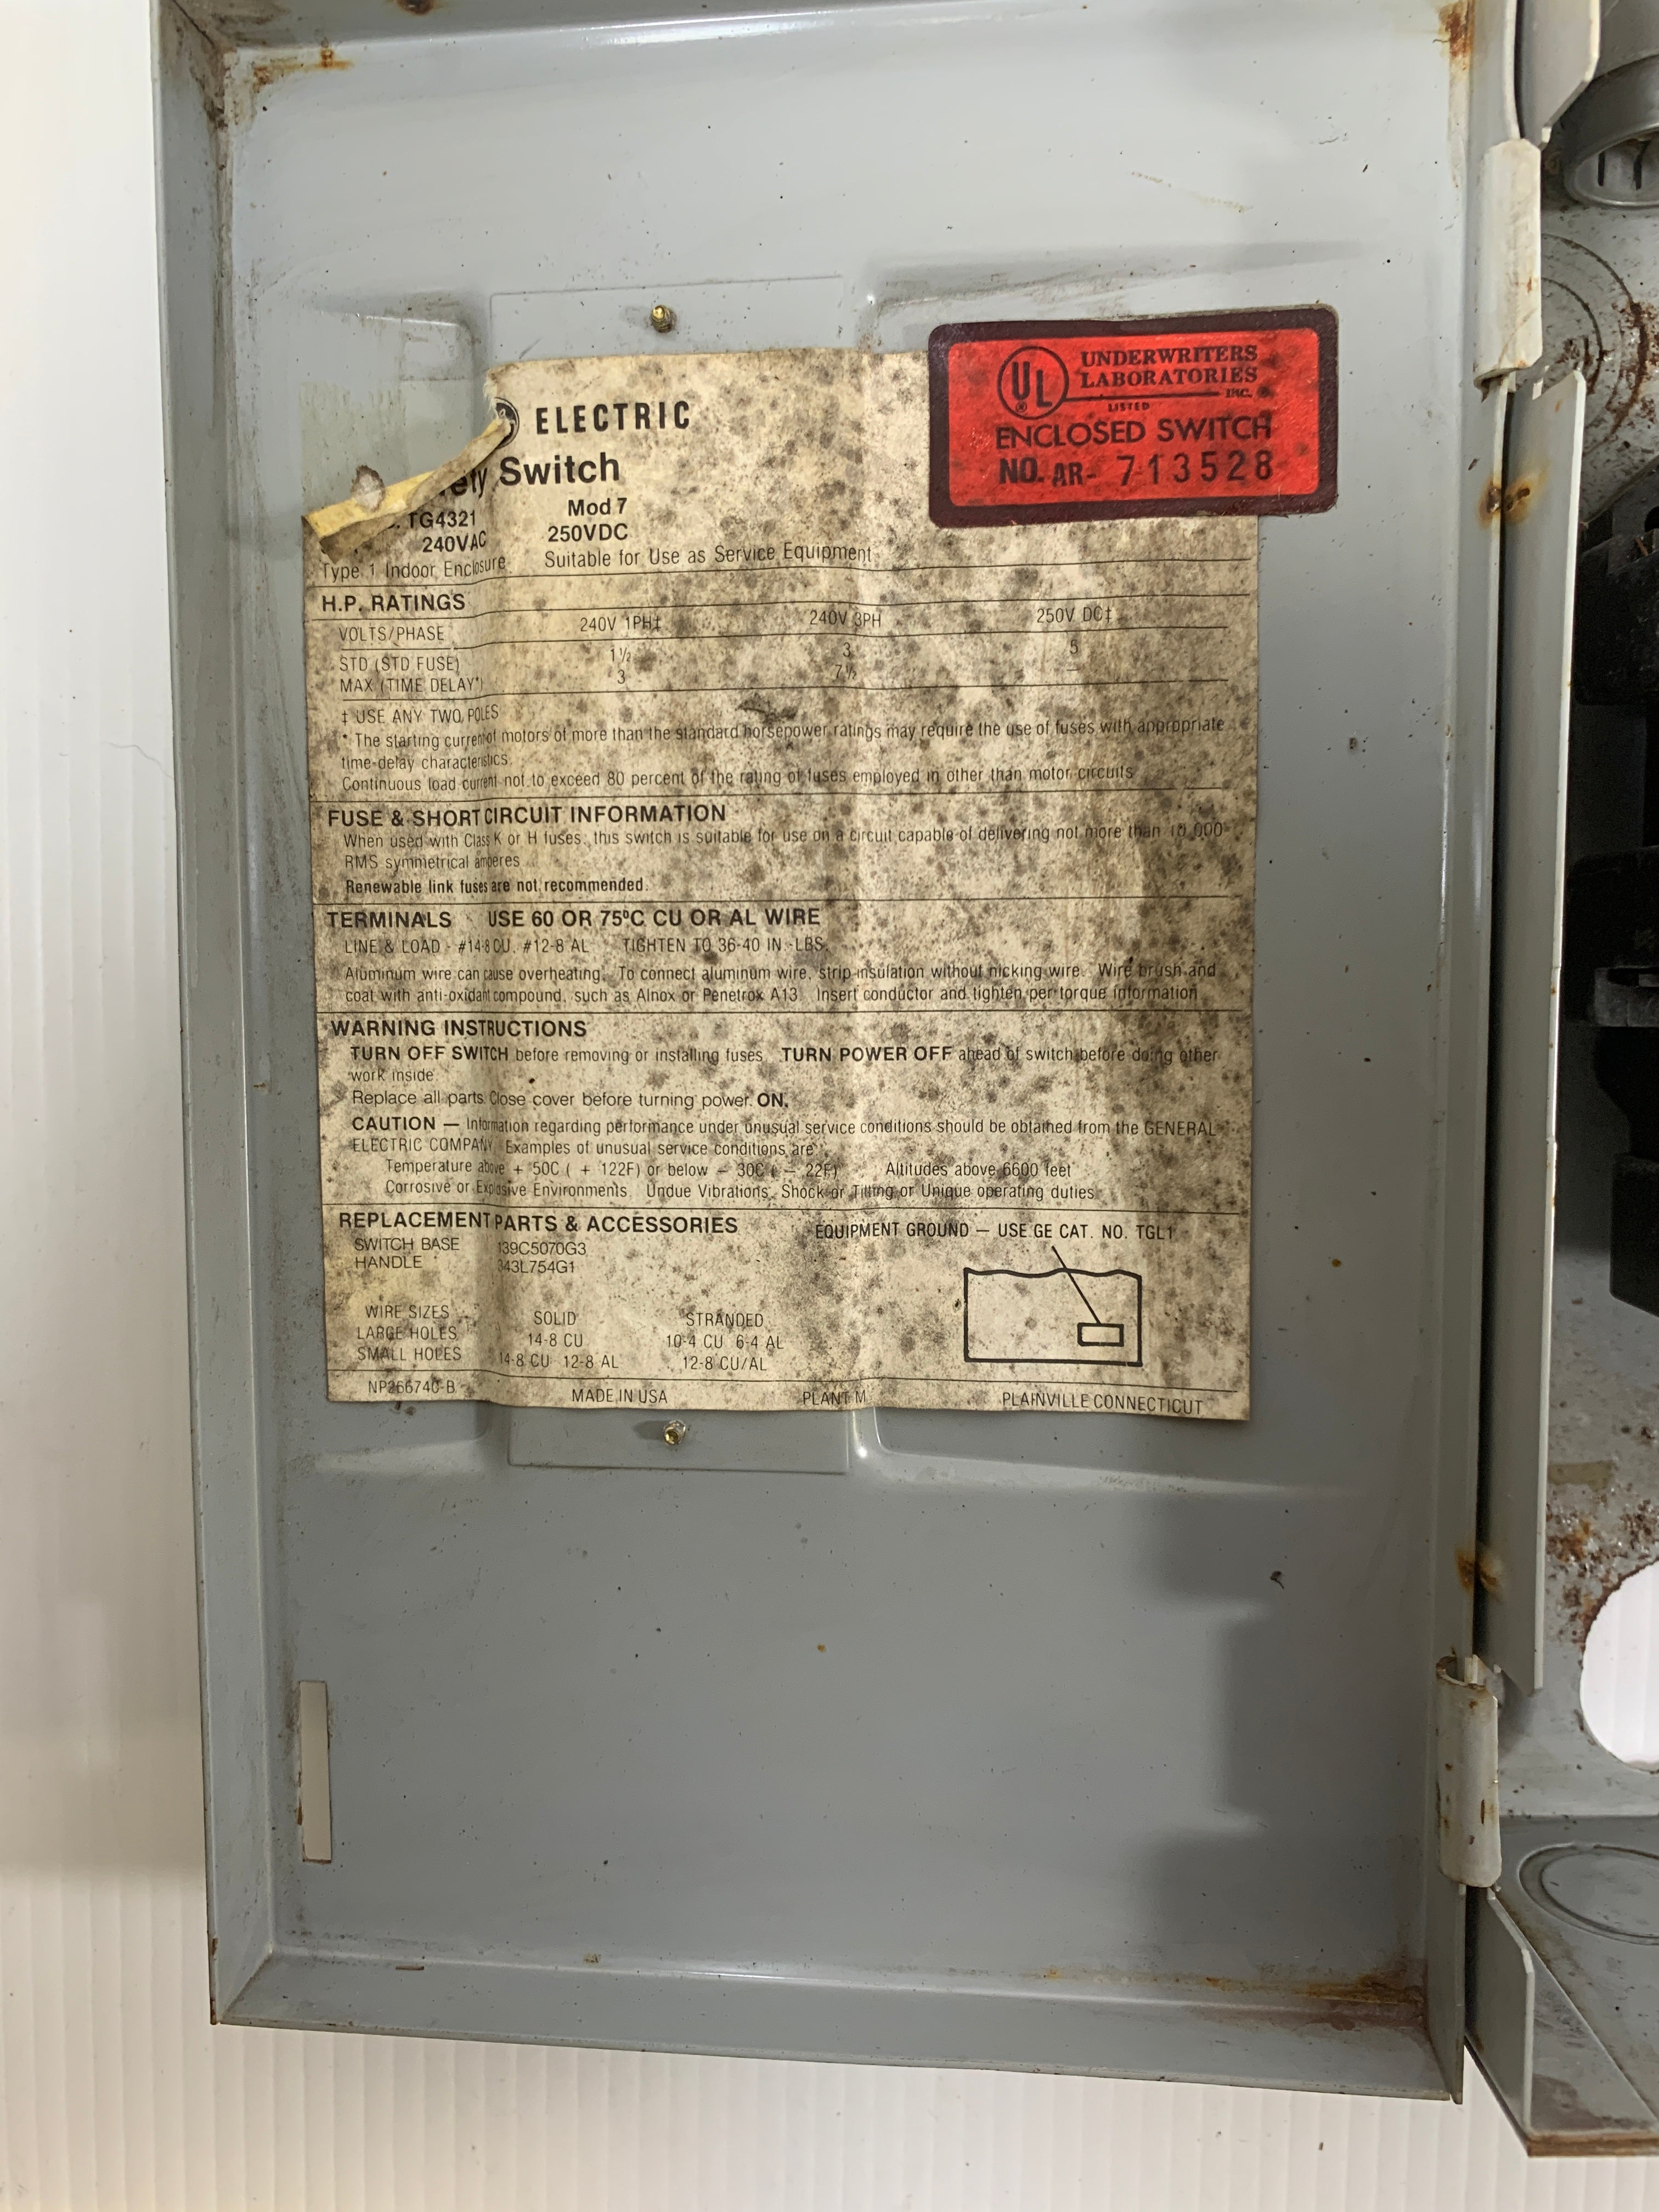 ELECTRIC
Switch
TG4321 Mod 7
240VAC 250VDC
Type 1 Indoor Enclosure Suitable for Use as Service Equipment
UL
®
UNDERWRITERS
LABORATORIES
INC.
LISTED
ENCLOSED SWITCH
NO. AR- 713528
H.P. RATINGS
VOLTS/PHASE 240V 1PH‡ 240V 3PH 250V DC‡
STD (STD FUSE) 1½ 3 5
MAX (TIME DELAY*) 3 7½ —
‡ USE ANY TWO POLES
* The starting current of motors of more than the standard horsepower ratings may require the use of fuses with appropriate
time-delay characteristics
Continuous load current not to exceed 80 percent of the rating of fuses employed in other than motor circuits
FUSE & SHORT CIRCUIT INFORMATION
When used with Class K or H fuses, this switch is suitable for use on a circuit capable of delivering not more than 10,000
RMS symmetrical amperes
Renewable link fuses are not recommended.
TERMINALS USE 60 OR 75°C CU OR AL WIRE
LINE & LOAD - #14-8 CU, #12-8 AL TIGHTEN TO 36-40 IN.-LBS.
Aluminum wire can cause overheating. To connect aluminum wire, strip insulation without nicking wire. Wire brush and
coat with anti-oxidant compound, such as Alnox or Penetrox A13. Insert conductor and tighten per torque information
WARNING INSTRUCTIONS
TURN OFF SWITCH before removing or installing fuses. TURN POWER OFF ahead of switch before doing other
work inside
Replace all parts. Close cover before turning power ON.
CAUTION — Information regarding performance under unusual service conditions should be obtained from the GENERAL
ELECTRIC COMPANY. Examples of unusual service conditions are
Temperature above + 50C ( + 122F) or below − 30C ( − 22F) Altitudes above 6600 feet
Corrosive or Explosive Environments. Undue Vibrations, Shock or Tilting or Unique operating duties
REPLACEMENT PARTS & ACCESSORIES
SWITCH BASE 139C5070G3
HANDLE 343L754G1
EQUIPMENT GROUND — USE GE CAT. NO. TGL1
WIRE SIZES SOLID STRANDED
LARGE HOLES 14-8 CU 10-4 CU 6-4 AL
SMALL HOLES 14-8 CU 12-8 AL 12-8 CU/AL
NP266740-B MADE IN USA PLANT M PLAINVILLE CONNECTICUT